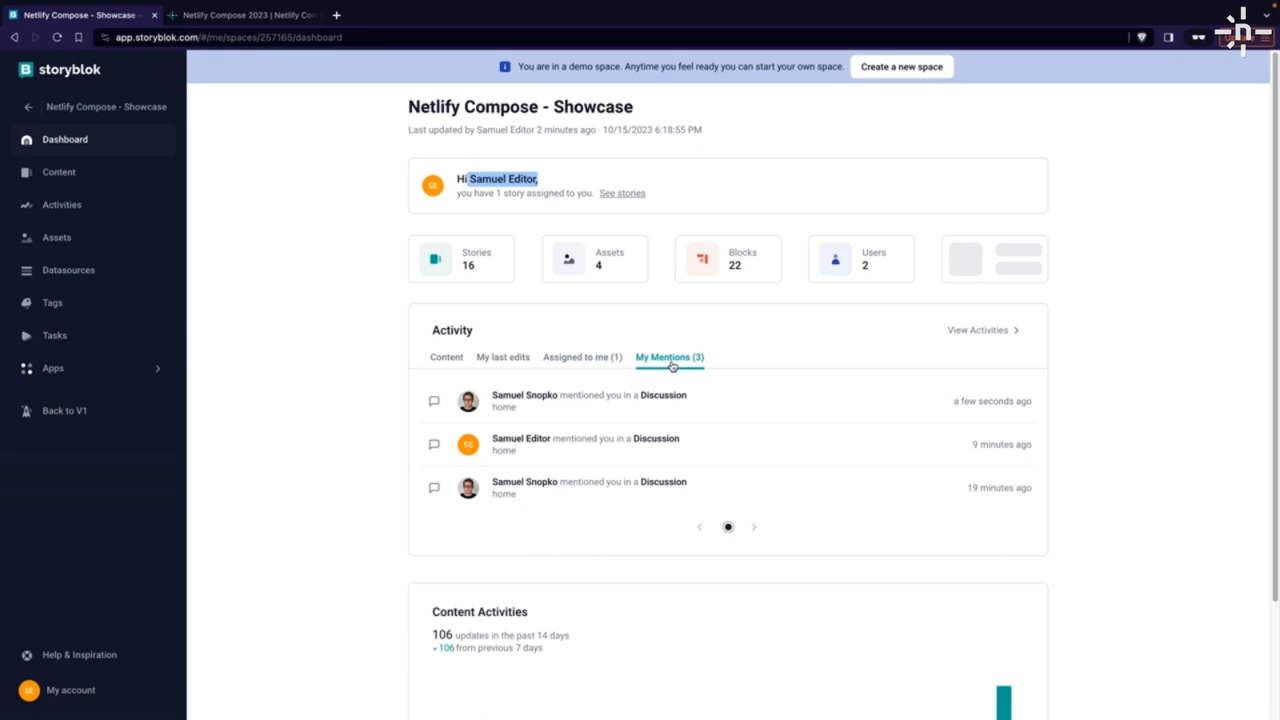 Netlify Compose - Showcase -
Netlify Compose 2023 | Netlify Con
app.storyblok.com/#/me/spaces/257165/dashboard
storyblok
Netlify Compose - Showcase
Dashboard
Content
Activities
Assets
Datasources
Tags
Tasks
Apps
Back to V1
Help & Inspiration
SE My account
You are in a demo space. Anytime you feel ready you can start your own space. Create a new space
Netlify Compose - Showcase
Last updated by Samuel Editor 2 minutes ago · 10/15/2023 6:18:55 PM
SE
Hi Samuel Editor,
you have 1 story assigned to you. See stories
Stories
16
Assets
4
Blocks
22
Users
2
Activity
View Activities
Content My last edits Assigned to me (1) My Mentions (3)
Samuel Snopko mentioned you in a Discussion
home
a few seconds ago
SE
Samuel Editor mentioned you in a Discussion
home
9 minutes ago
Samuel Snopko mentioned you in a Discussion
home
19 minutes ago
Content Activities
106 updates in the past 14 days
106 from previous 7 days